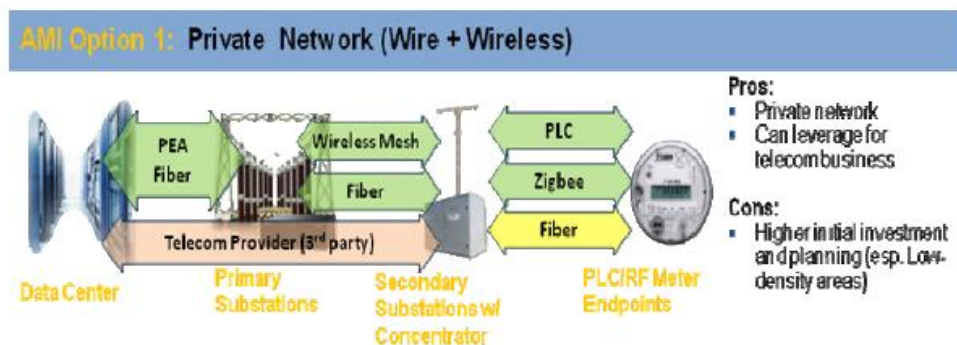 AMI Option 1: Private Network (Wire + Wireless)
PEA
Fiber
Wireless Mesh
Fiber
Telecom Provider (3rd party)
PLC
Zigbee
Fiber
Data Center
Primary
Substations
Secondary
Substations w/
Concentrator
PLC/RF Meter
Endpoints
Pros:
▪ Private network
▪ Can leverage for
telecom business
Cons:
▪ Higher initial investment
and planning (esp. Low-
density areas)